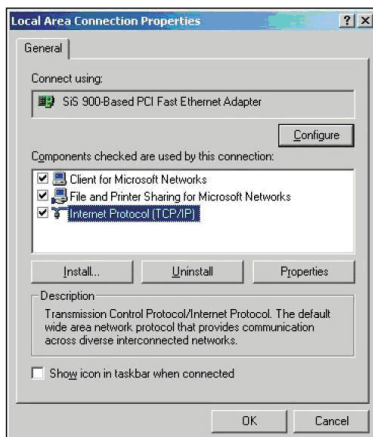 Local Area Connection Properties
General
Connect using:
SiS 900-Based PCI Fast Ethernet Adapter
Configure
Components checked are used by this connection:
Client for Microsoft Networks
File and Printer Sharing for Microsoft Networks
Internet Protocol (TCP/IP)
Install... Uninstall Properties
Description
Transmission Control Protocol/Internet Protocol. The default
wide area network protocol that provides communication
across diverse interconnected networks.
Show icon in taskbar when connected
OK Cancel